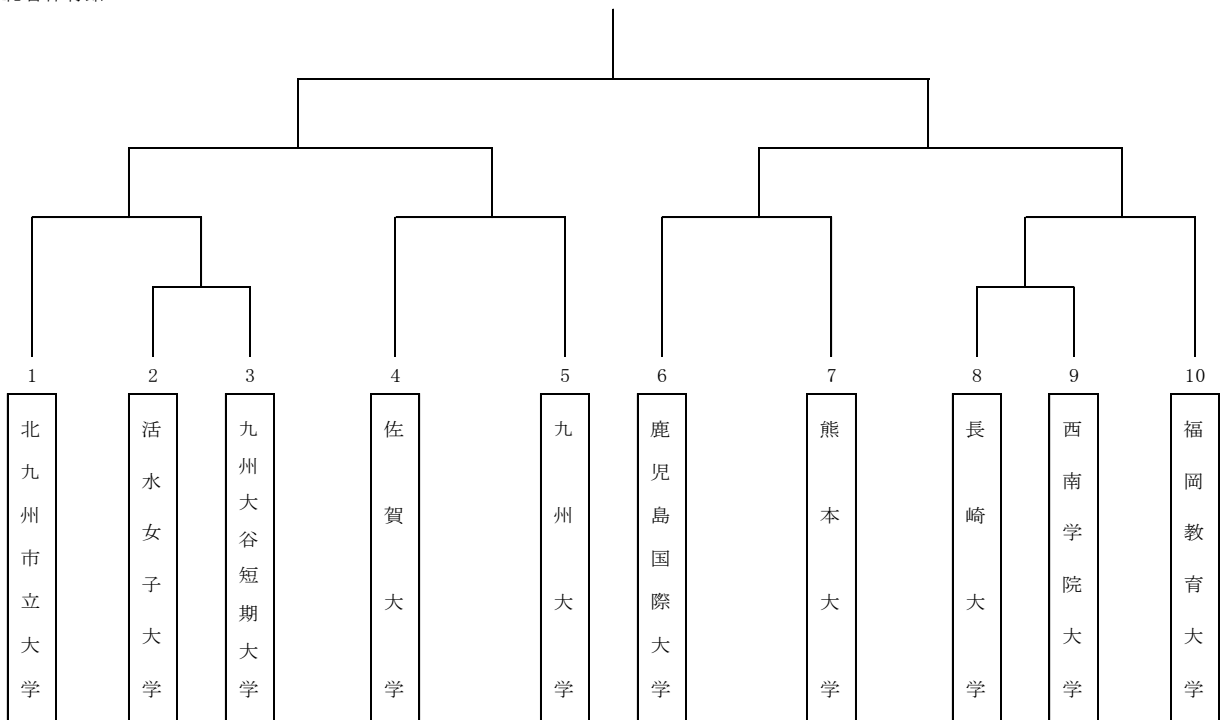 1 2 3 4 5 6 7 8 9 10
北九州市立大学
活水女子大学
九州大谷短期大学
佐賀大学
九州大学
鹿児島国際大学
熊本大学
長崎大学
西南学院大学
福岡教育大学